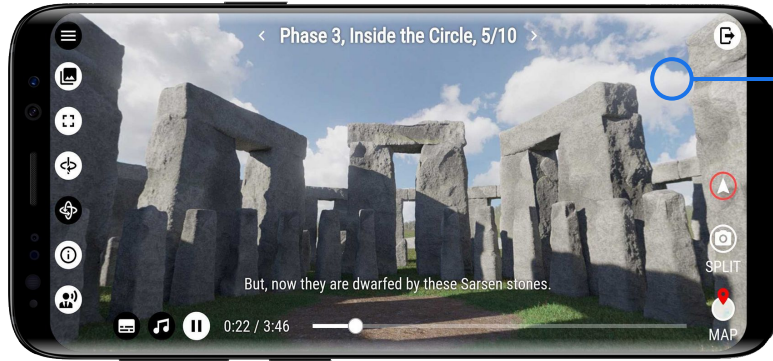 Phase 3, Inside the Circle, 5/10
SPLIT
But, now they are dwarfed by these Sarsen stones.
0:22 / 3:46
MAP